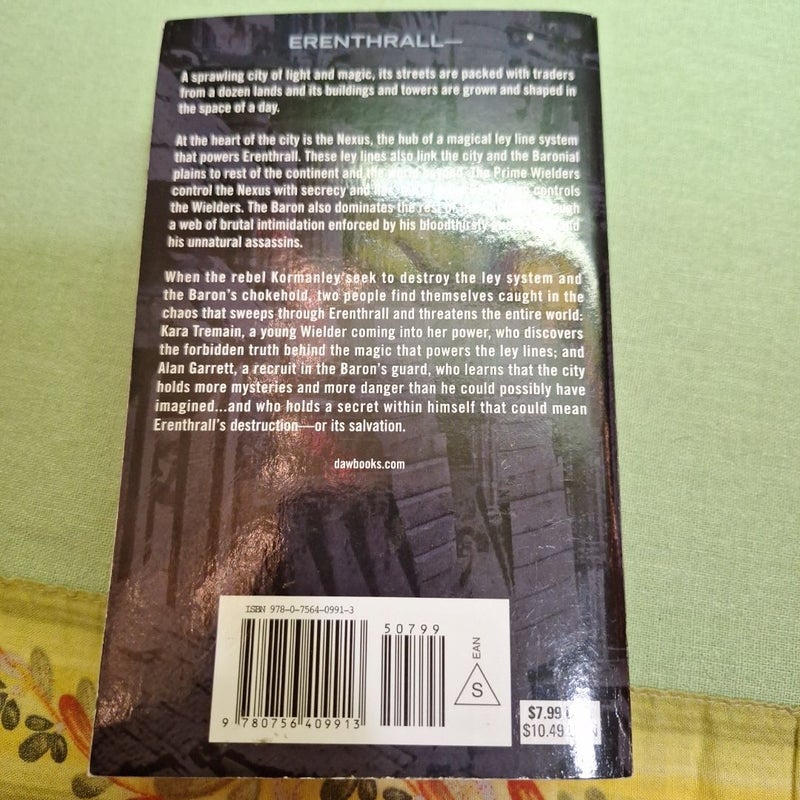 ERENTHRALL—
A sprawling city of light and magic, its streets are packed with traders
from a dozen lands and its buildings and towers are grown and shaped in
the space of a day.
At the heart of the city is the Nexus, the hub of a magical ley line system
that powers Erenthrall. These ley lines also link the city and the Baronial
plains to rest of the continent and the world beyond. The Prime Wielders
control the Nexus with secrecy and controls
the Wielders. The Baron also dominates the rest
a web of brutal intimidation enforced by his bloodthirsty and
his unnatural assassins.
When the rebel Kormanley seek to destroy the ley system and
the Baron's chokehold, two people find themselves caught in the
chaos that sweeps through Erenthrall and threatens the entire world:
Kara Tremain, a young Wielder coming into her power, who discovers
the forbidden truth behind the magic that powers the ley lines; and
Alan Garrett, a recruit in the Baron's guard, who learns that the city
holds more mysteries and more danger than he could possibly have
imagined...and who holds a secret within himself that could mean
Erenthrall's destruction—or its salvation.
dawbooks.com
ISBN 978-0-7564-0991-3
50799
EAN
S
9 780756 409913
$7.99
$10.49